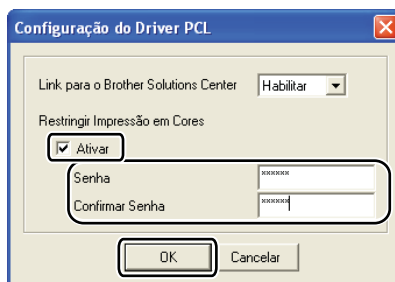 Configuração do Driver PCL
Link para o Brother Solutions Center Habilitar
Restringir Impressão em Cores
Ativar
Senha ******
Confirmar Senha ******
OK Cancelar